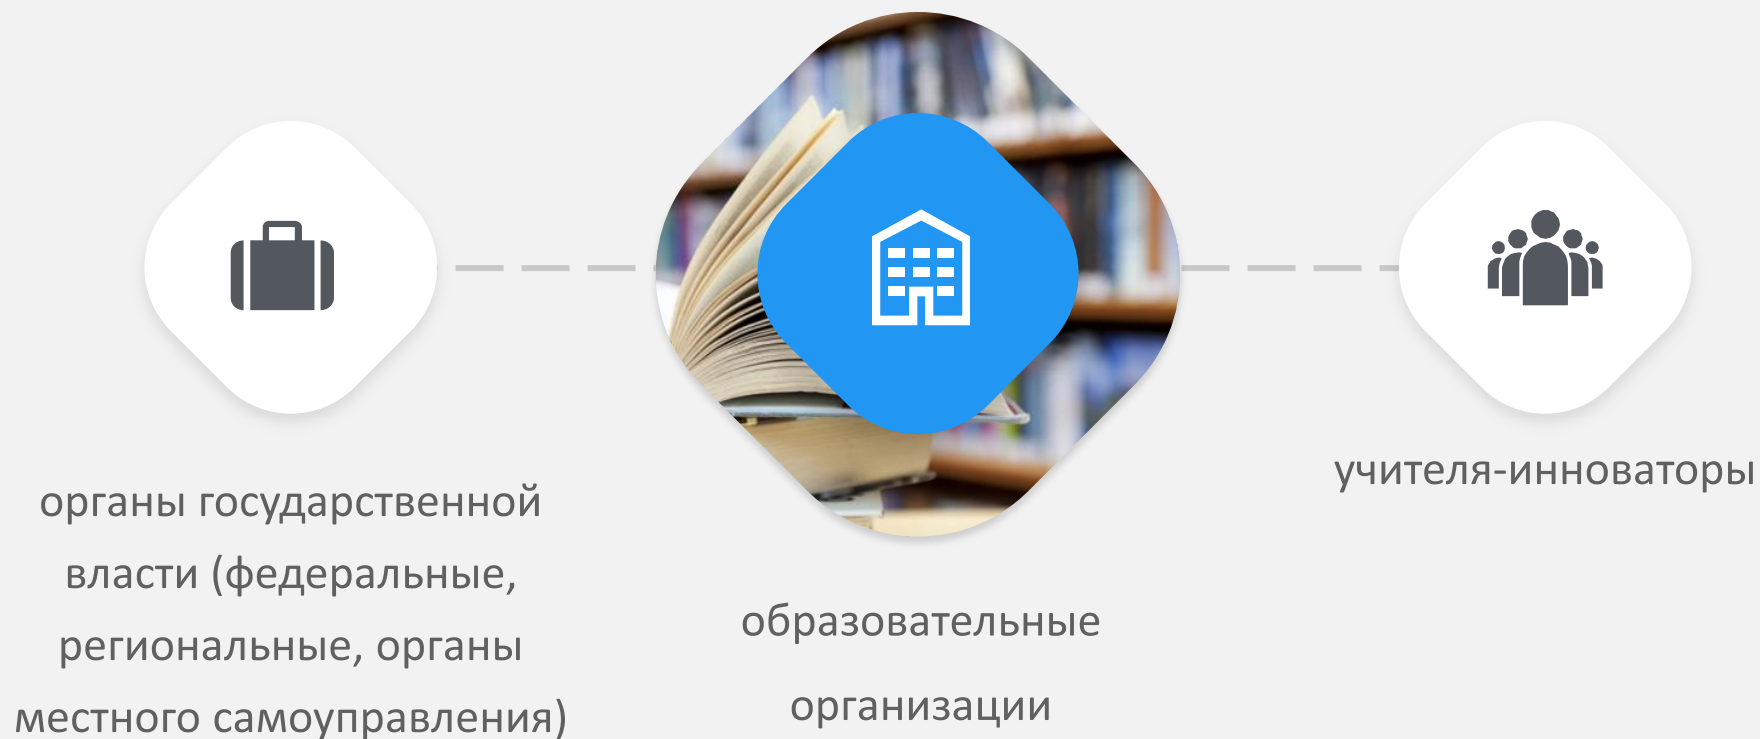 органы государственной
власти (федеральные,
региональные, органы
местного самоуправления)
образовательные
организации
учителя-инноваторы